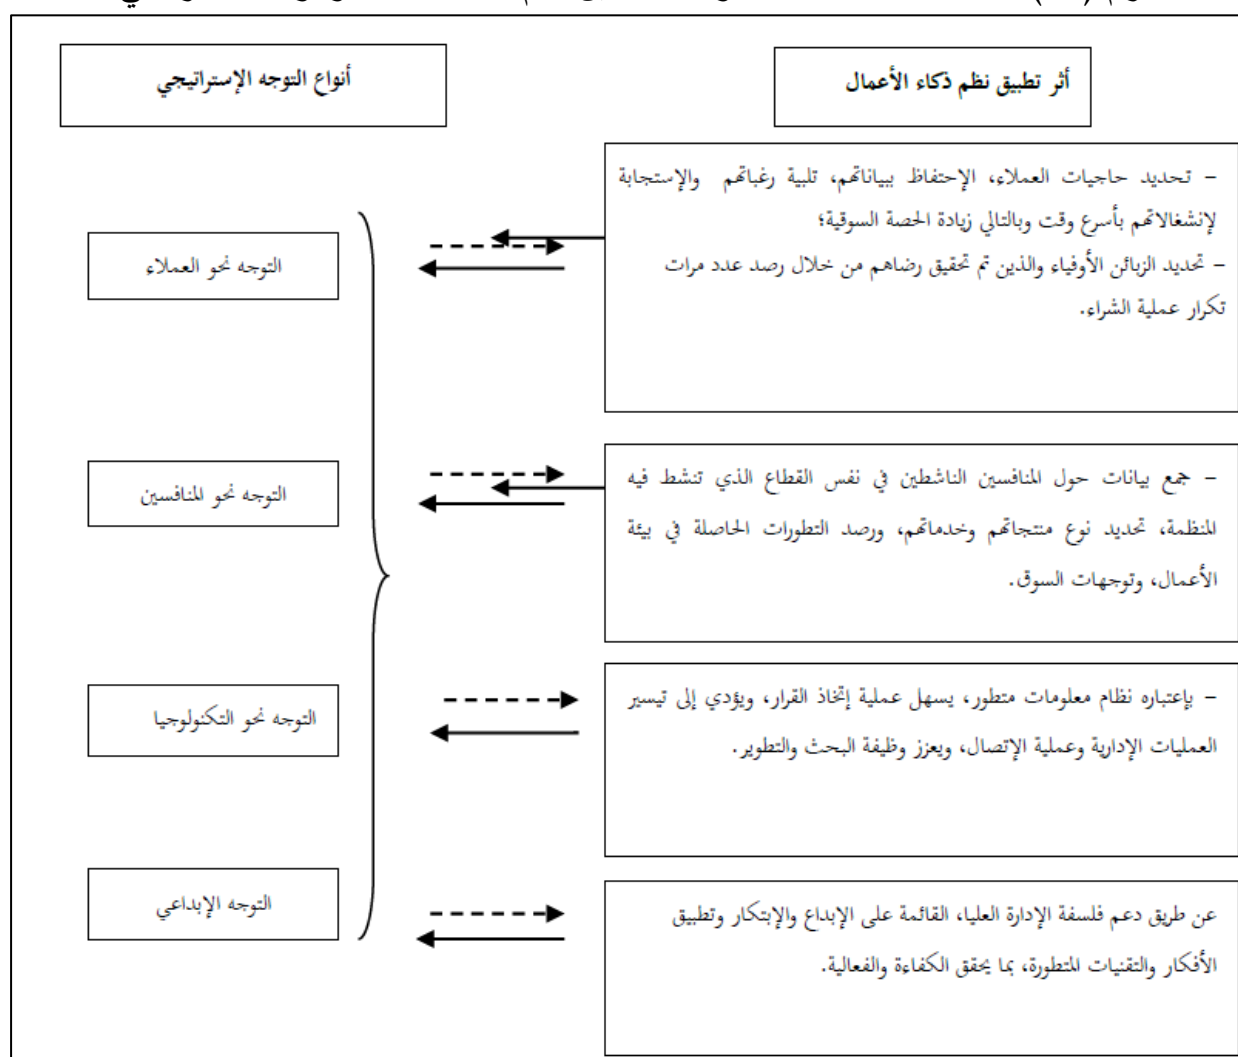 أثر تطبيق نظم ذكاء الأعمال
أنواع التوجه الإستراتيجي
– تحديد حاجيات العملاء، الإحتفاظ ببياناتهم، تلبية رغباتهم والإستجابة
لإنشغالاتهم بأسرع وقت وبالتالي زيادة الحصة السوقية؛
– تحديد الزبائن الأوفياء والذين تم تحقيق رضاهم من خلال رصد عدد مرات
تكرار عملية الشراء.
التوجه نحو العملاء
– جمع بيانات حول المنافسين الناشطين في نفس القطاع الذي تنشط فيه
المنظمة، تحديد نوع منتجاتهم وخدماتهم، ورصد التطورات الحاصلة في بيئة
الأعمال، وتوجهات السوق.
التوجه نحو المنافسين
– بإعتباره نظام معلومات متطور، يسهل عملية إتخاذ القرار، ويؤدي إلى تيسير
العمليات الإدارية وعملية الإتصال، ويعزز وظيفة البحث والتطوير.
التوجه نحو التكنولوجيا
عن طريق دعم فلسفة الإدارة العليا، القائمة على الإبداع والإبتكار وتطبيق
الأفكار والتقنيات المتطورة، بما يحقق الكفاءة والفعالية.
التوجه الإبداعي